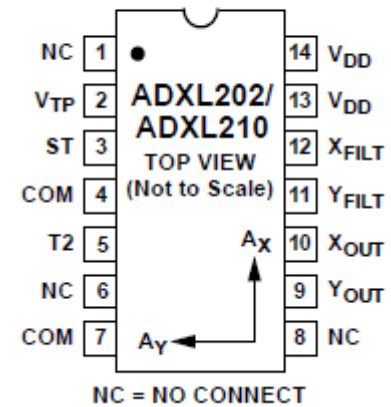 NC 1 14 VDD
VTP 2 ADXL202/ 13 VDD
ADXL210
ST 3 TOP VIEW 12 XFILT
COM 4 (Not to Scale) 11 YFILT
T2 5 AX 10 XOUT
NC 6 9 YOUT
COM 7 AY 8 NC
NC = NO CONNECT